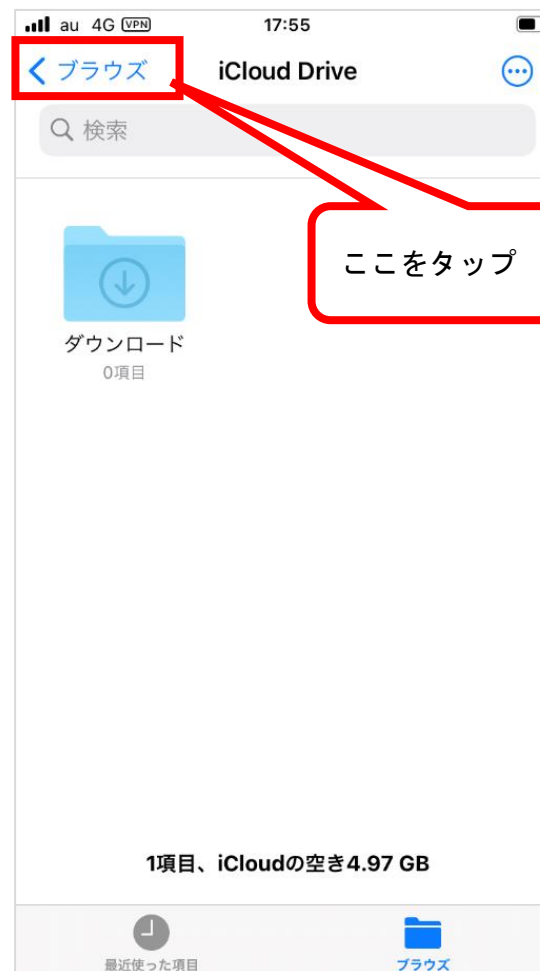 au 4G VPN 17:55
ブラウズ iCloud Drive
検索
ここをタップ
ダウンロード
0項目
1項目、iCloudの空き4.97 GB
最近使った項目 ブラウズ